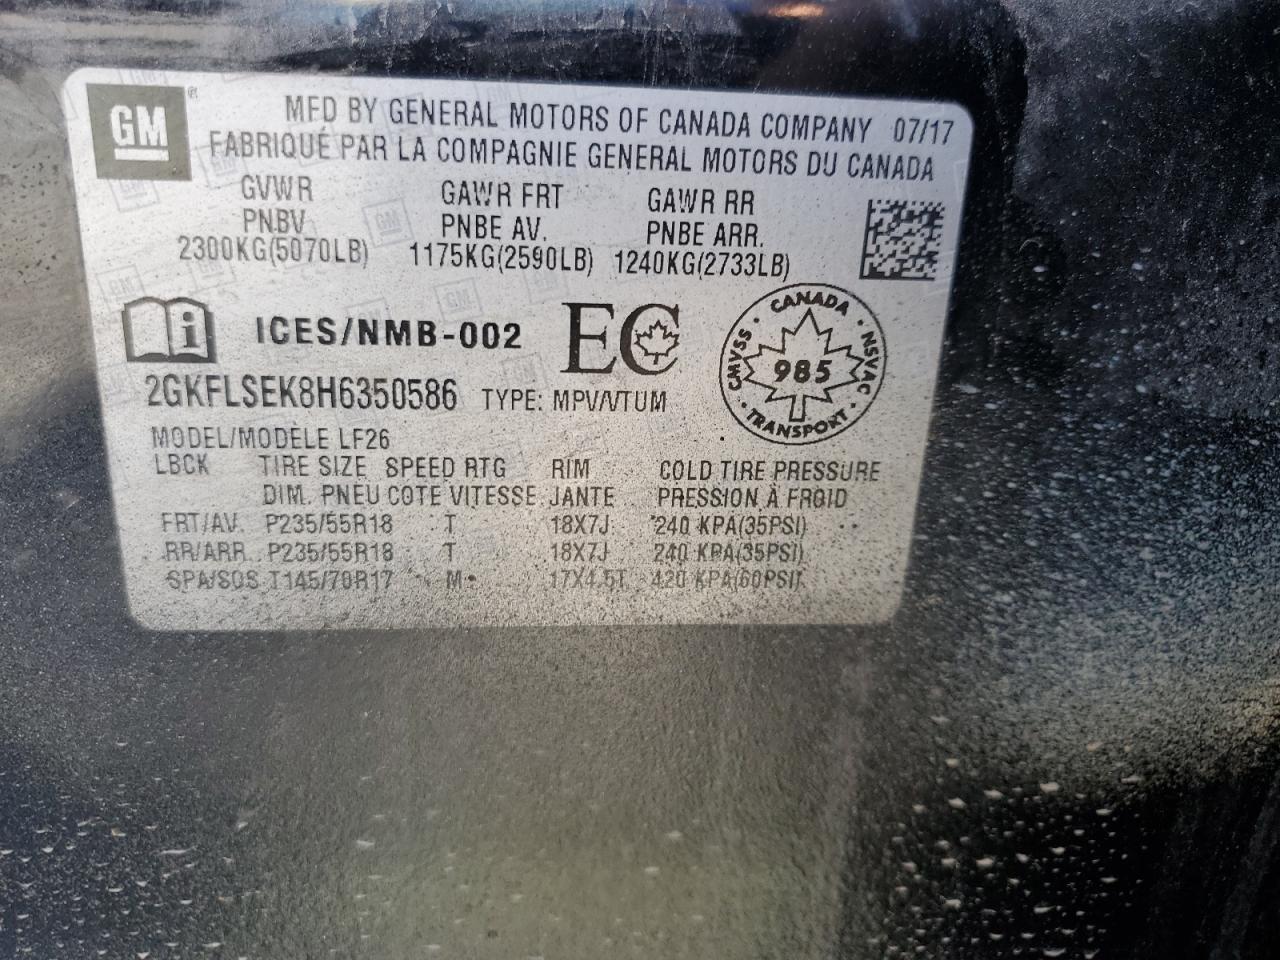 GM ®
MFD BY GENERAL MOTORS OF CANADA COMPANY 07/17
FABRIQUÉ PAR LA COMPAGNIE GENERAL MOTORS DU CANADA
GVWR GAWR FRT GAWR RR
PNBV PNBE AV. PNBE ARR.
2300KG(5070LB) 1175KG(2590LB) 1240KG(2733LB)
ICES/NMB-002 EC
CANADA
CMVSS · NSVAC
985
TRANSPORT
2GKFLSEK8H6350586 TYPE: MPV/VTUM
MODEL/MODÈLE LF26
LBCK TIRE SIZE SPEED RTG RIM COLD TIRE PRESSURE
DIM. PNEU COTE VITESSE JANTE PRESSION À FROID
FRT/AV. P235/55R18 T 18X7J 240 KPA(35PSI)
RR/ARR. P235/55R18 T 18X7J 240 KPA(35PSI)
SPA/SOS T145/70R17 M 17X4.5T 420 KPA(60PSI)